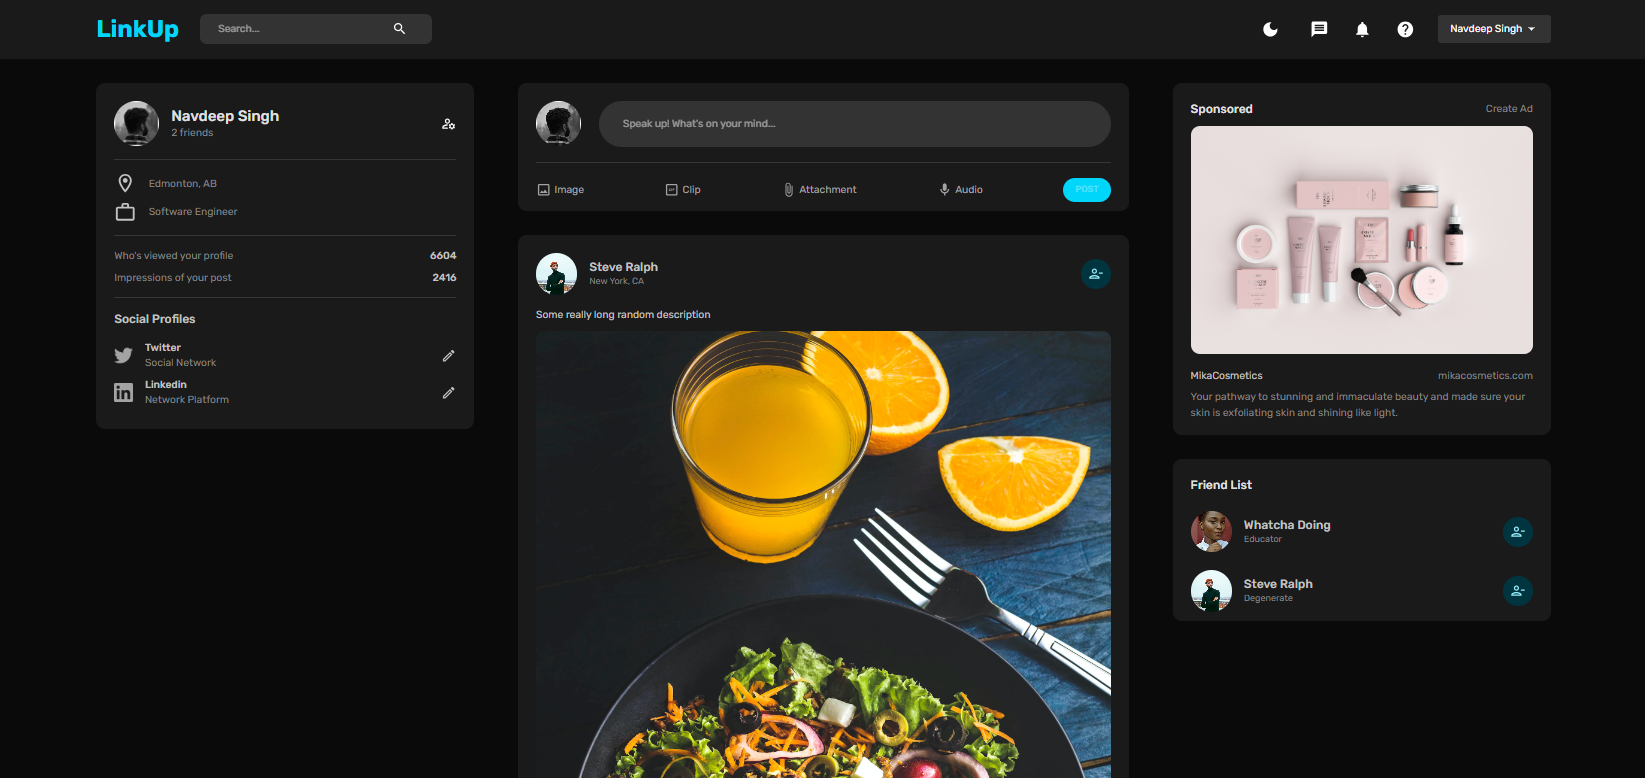 LinkUp
Search...
Navdeep Singh
Navdeep Singh
2 friends
Edmonton, AB
Software Engineer
Who's viewed your profile 6604
Impressions of your post 2416
Social Profiles
Twitter
Social Network
Linkedin
Network Platform
Speak up! What's on your mind...
Image Clip Attachment Audio POST
Steve Ralph
New York, CA
Some really long random description
Sponsored Create Ad
MikaCosmetics mikacosmetics.com
Your pathway to stunning and immaculate beauty and made sure your
skin is exfoliating skin and shining like light.
Friend List
Whatcha Doing
Educator
Steve Ralph
Degenerate